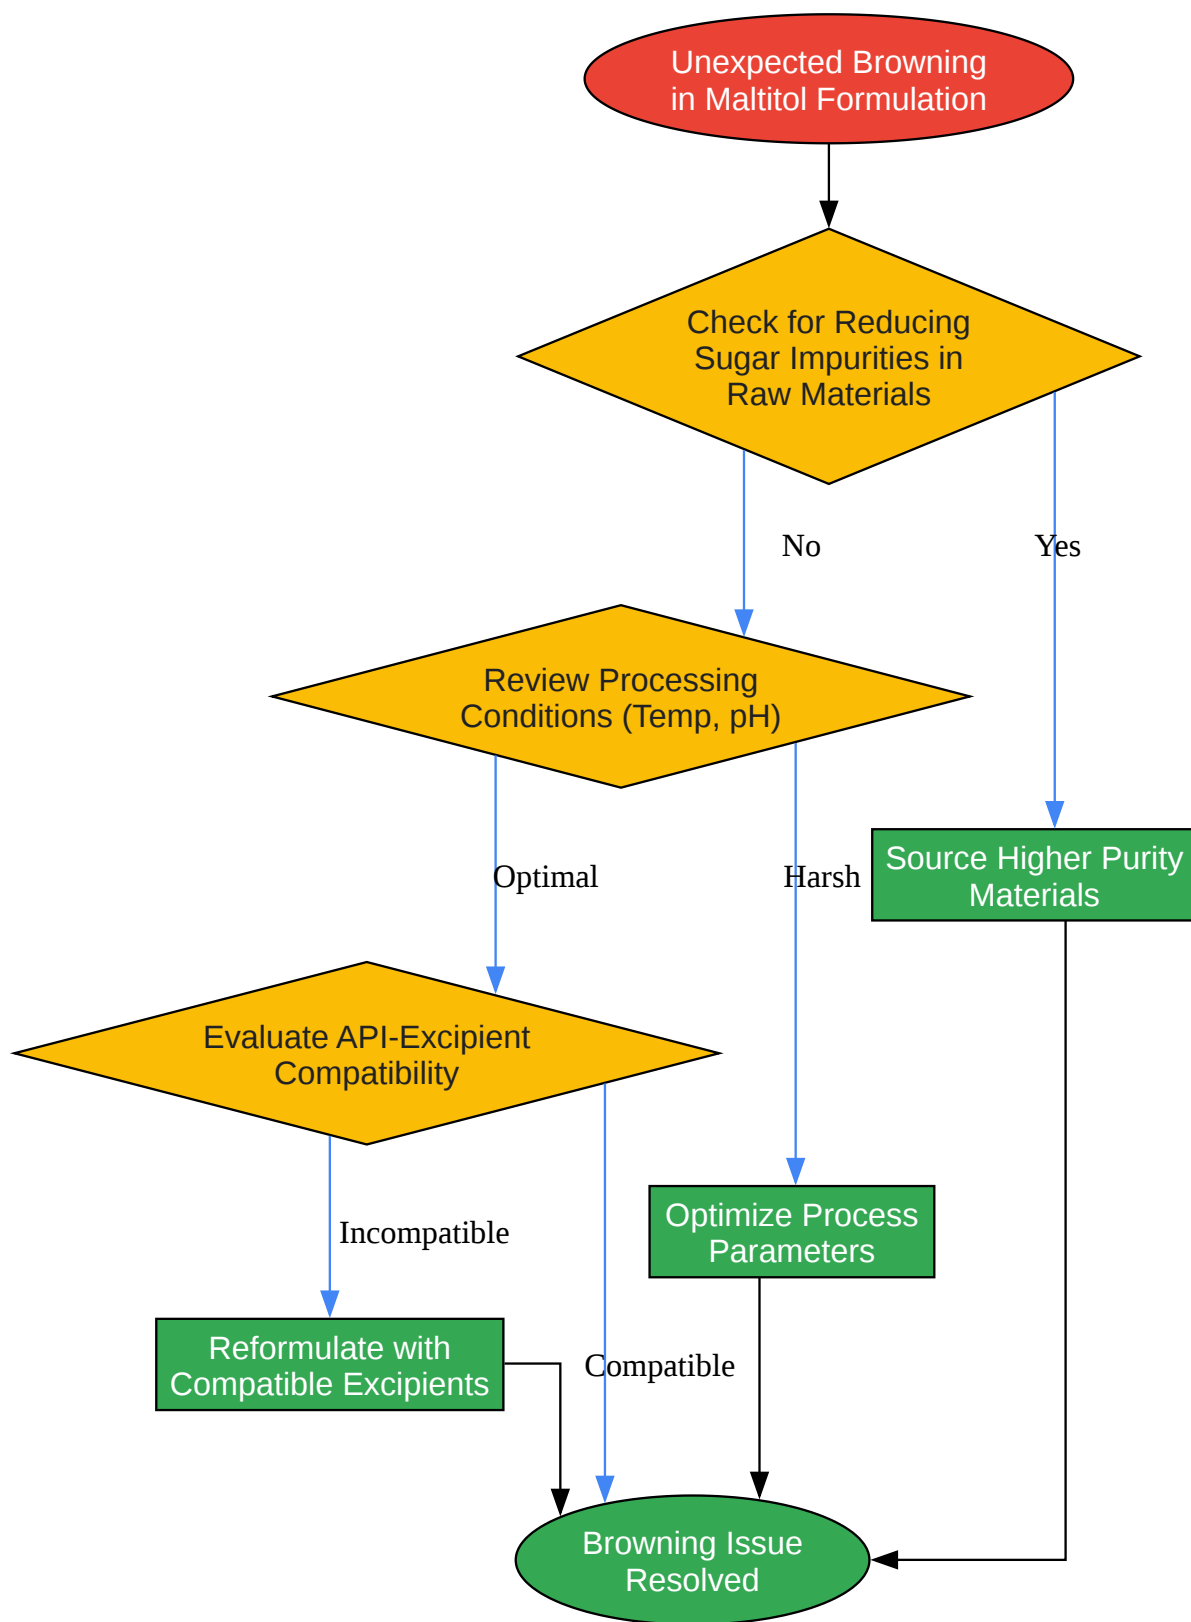 Unexpected Browning
in Maltitol Formulation
Check for Reducing
Sugar Impurities in
Raw Materials
No
Yes
Review Processing
Conditions (Temp, pH)
Optimal
Harsh
Source Higher Purity
Materials
Evaluate API-Excipient
Compatibility
Incompatible
Optimize Process
Parameters
Reformulate with
Compatible Excipients
Compatible
Browning Issue
Resolved